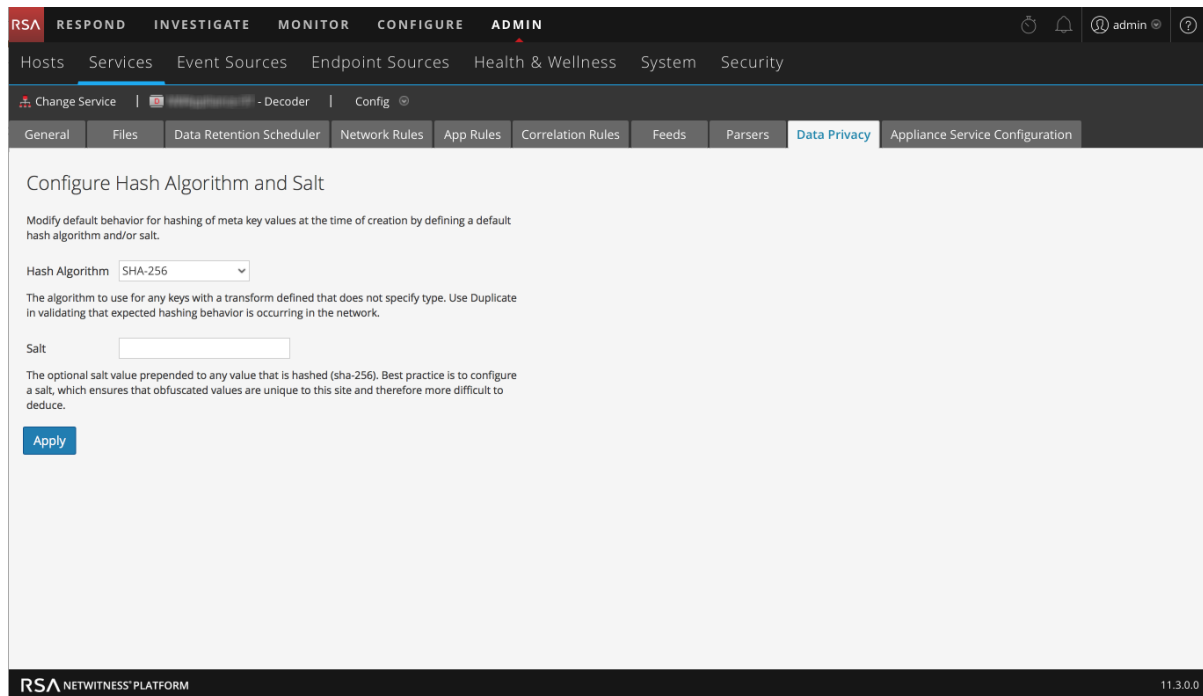 RSA RESPOND INVESTIGATE MONITOR CONFIGURE ADMIN admin ?
Hosts Services Event Sources Endpoint Sources Health & Wellness System Security
Change Service | D - Decoder | Config
General Files Data Retention Scheduler Network Rules App Rules Correlation Rules Feeds Parsers Data Privacy Appliance Service Configuration
Configure Hash Algorithm and Salt
Modify default behavior for hashing of meta key values at the time of creation by defining a default
hash algorithm and/or salt.
Hash Algorithm SHA-256
The algorithm to use for any keys with a transform defined that does not specify type. Use Duplicate
in validating that expected hashing behavior is occurring in the network.
Salt
The optional salt value prepended to any value that is hashed (sha-256). Best practice is to configure
a salt, which ensures that obfuscated values are unique to this site and therefore more difficult to
deduce.
Apply
RSA NETWITNESS® PLATFORM 11.3.0.0